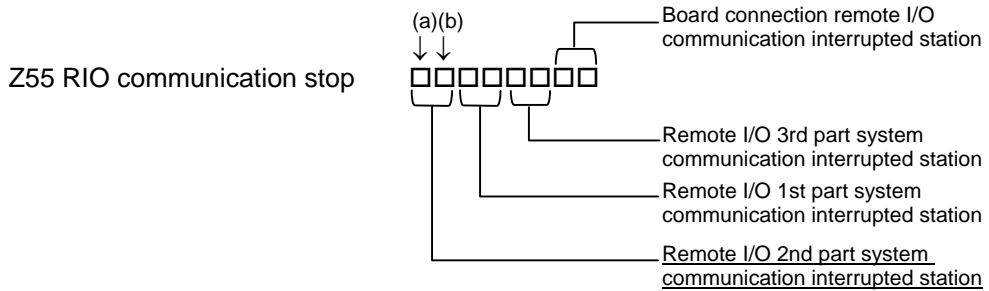 (a)(b)
↓ ↓
Board connection remote I/O
communication interrupted station
Z55 RIO communication stop □□□□□□□□
Remote I/O 3rd part system
communication interrupted station
Remote I/O 1st part system
communication interrupted station
Remote I/O 2nd part system
communication interrupted station